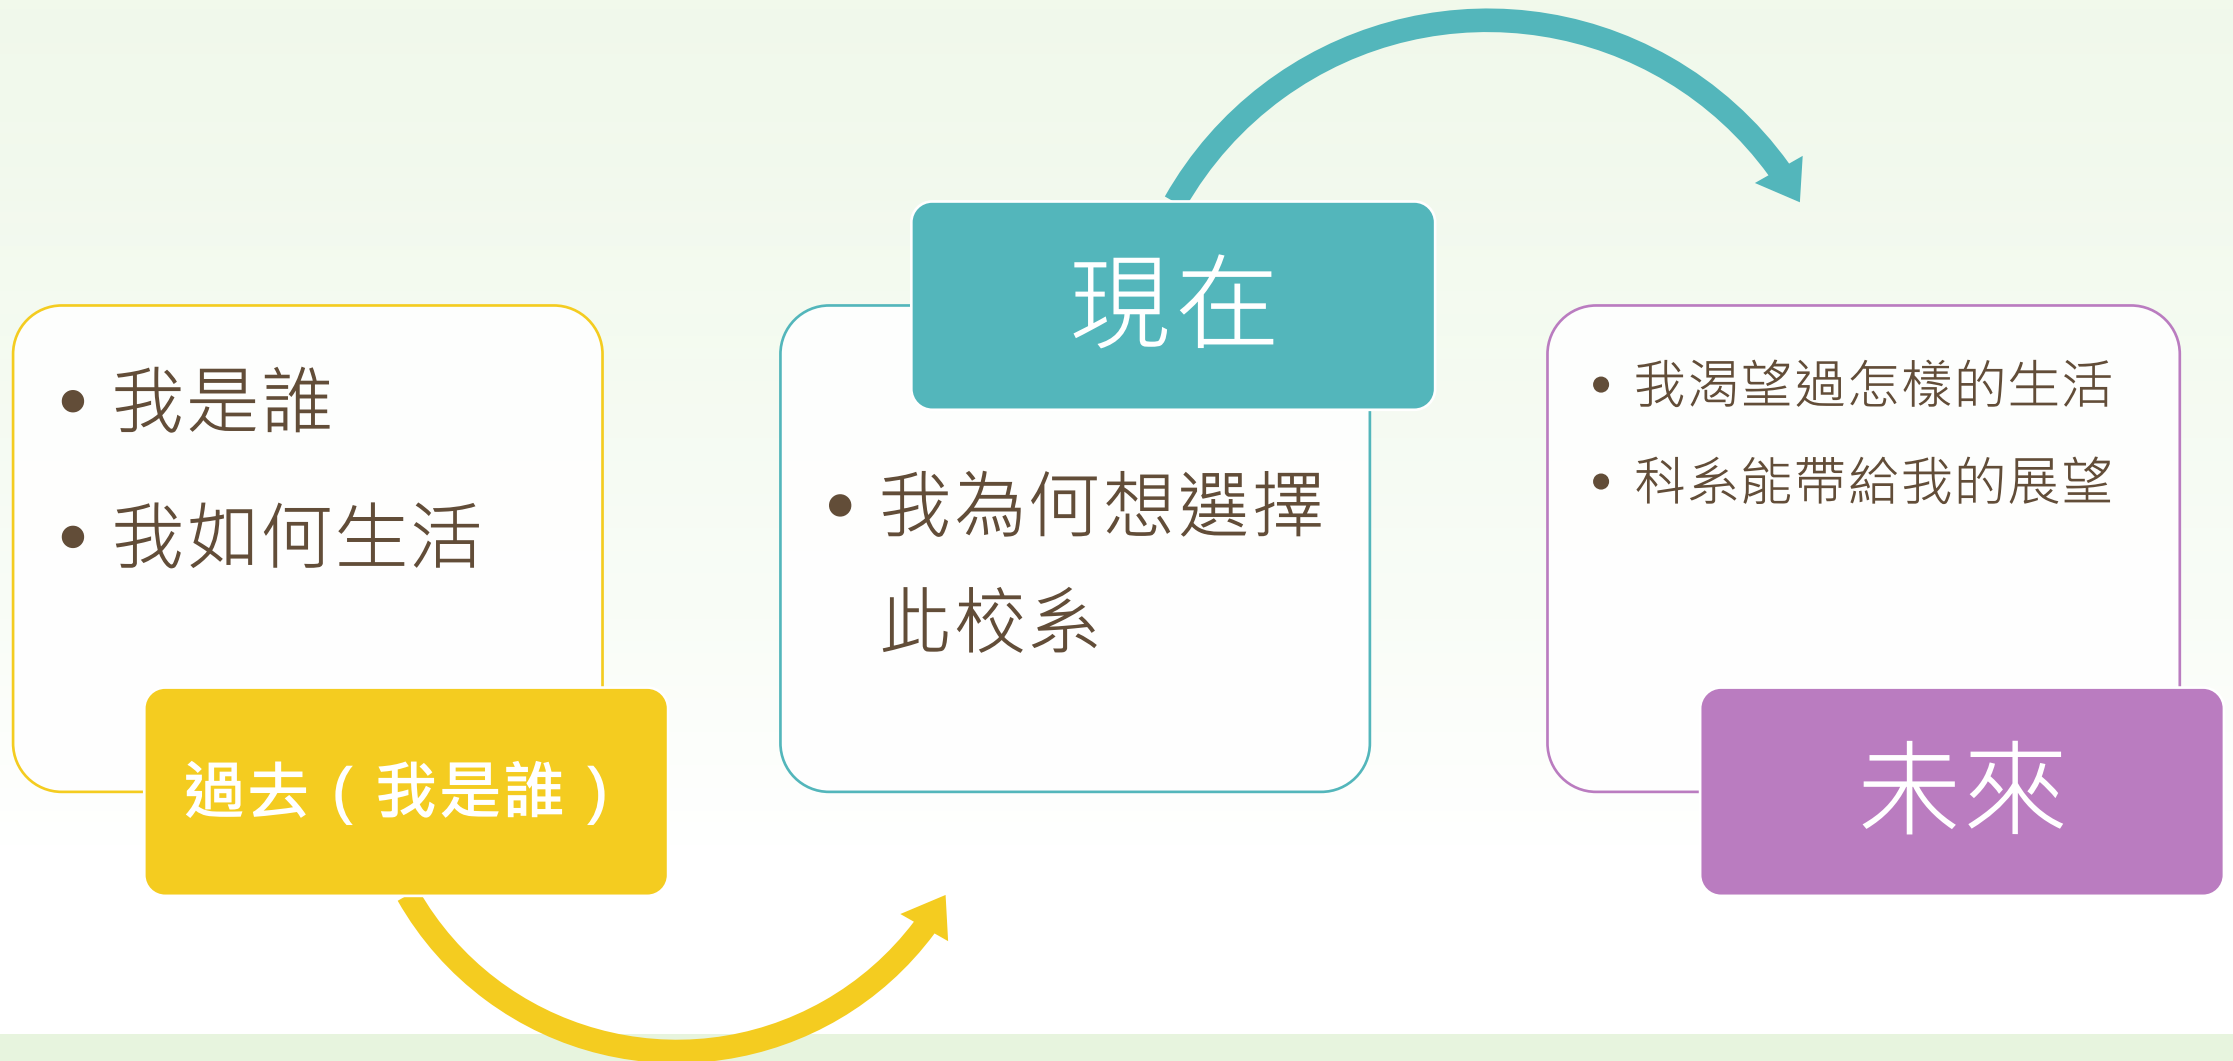 • 我是誰
• 我如何生活
過去（我是誰）
現在
• 我為何想選擇
此校系
• 我渴望過怎樣的生活
• 科系能帶給我的展望
未來